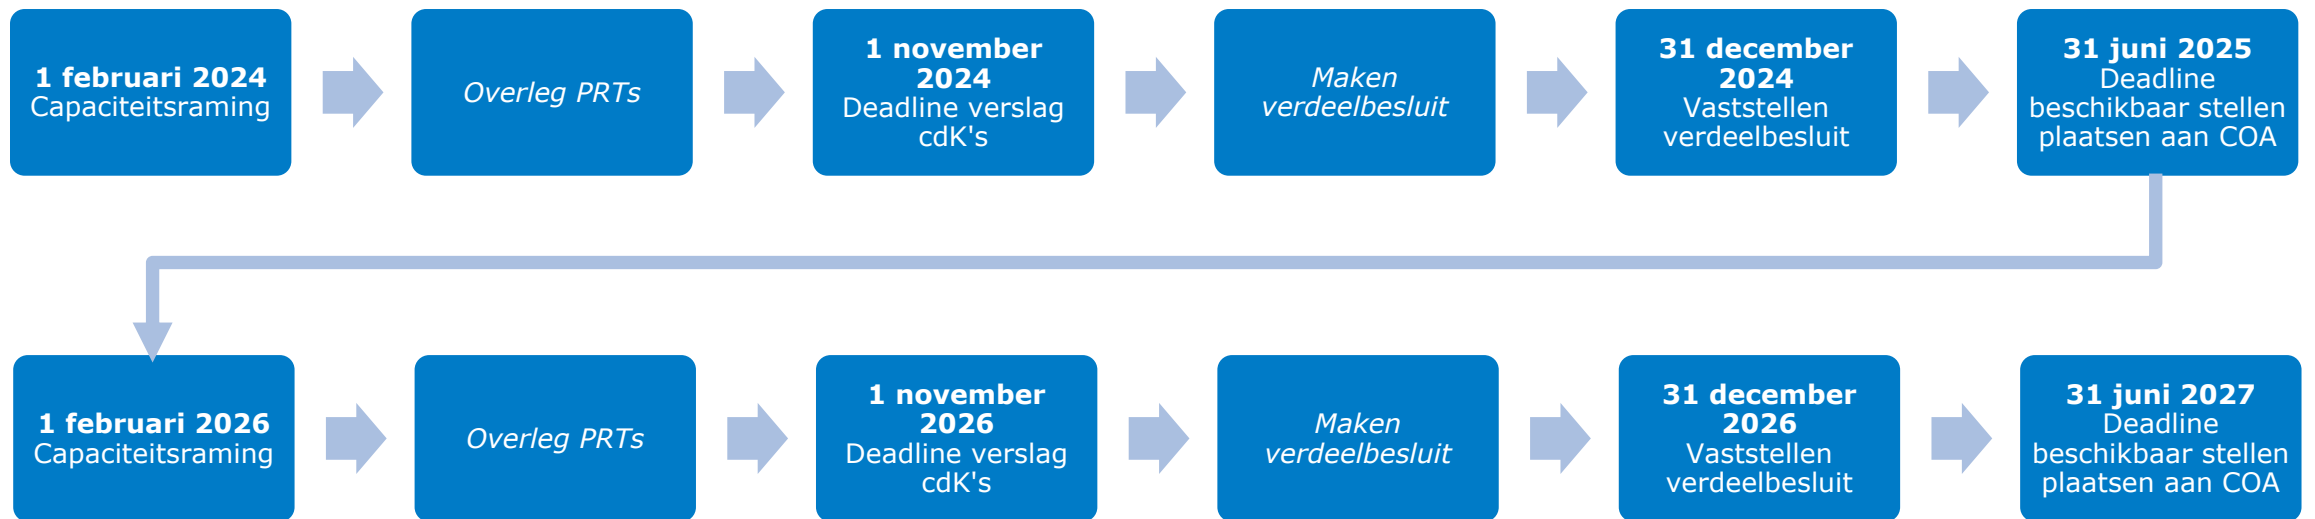 1 februari 2024
Capaciteitsraming
Overleg PRTs
1 november
2024
Deadline verslag
cdK's
Maken
verdeelbesluit
31 december
2024
Vaststellen
verdeelbesluit
31 juni 2025
Deadline
beschikbaar stellen
plaatsen aan COA
1 februari 2026
Capaciteitsraming
Overleg PRTs
1 november
2026
Deadline verslag
cdK's
Maken
verdeelbesluit
31 december
2026
Vaststellen
verdeelbesluit
31 juni 2027
Deadline
beschikbaar stellen
plaatsen aan COA